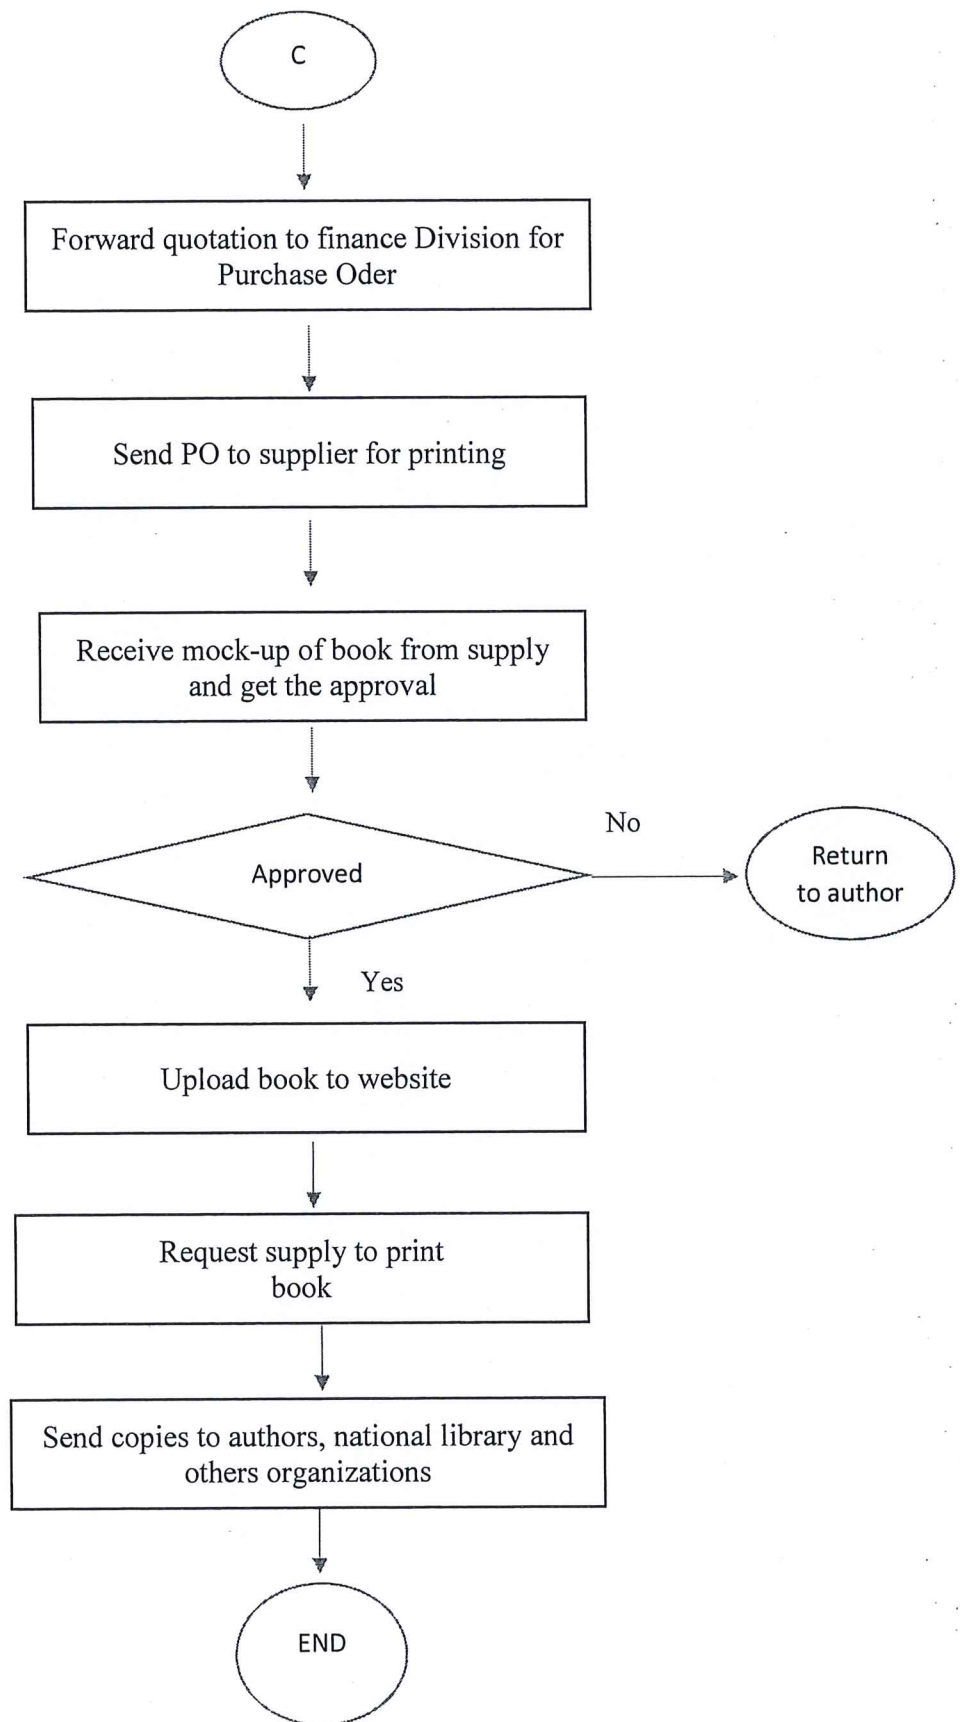 C
Forward quotation to finance Division for
Purchase Oder
Send PO to supplier for printing
Receive mock-up of book from supply
and get the approval
Approved
No
Return
to author
Yes
Upload book to website
Request supply to print
book
Send copies to authors, national library and
others organizations
END